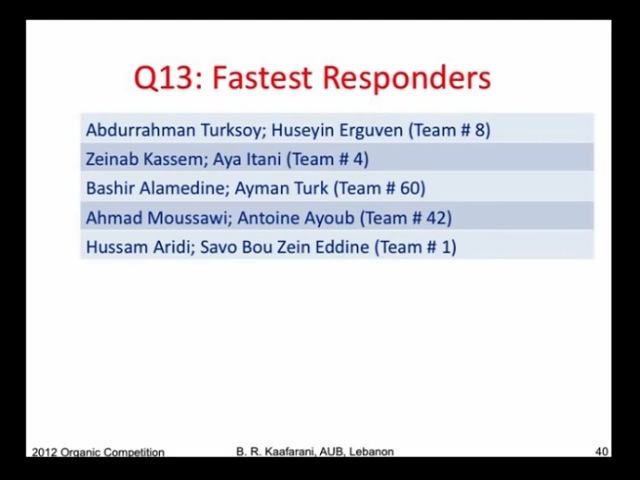 Q13: Fastest Responders
Abdurrahman Turksoy; Huseyin Erguven (Team # 8)
Zeinab Kassem; Aya Itani (Team # 4)
Bashir Alamedine; Ayman Turk (Team # 60)
Ahmad Moussawi; Antoine Ayoub (Team # 42)
Hussam Aridi; Savo Bou Zein Eddine (Team # 1)
2012 Organic Competition B. R. Kaafarani, AUB, Lebanon 40